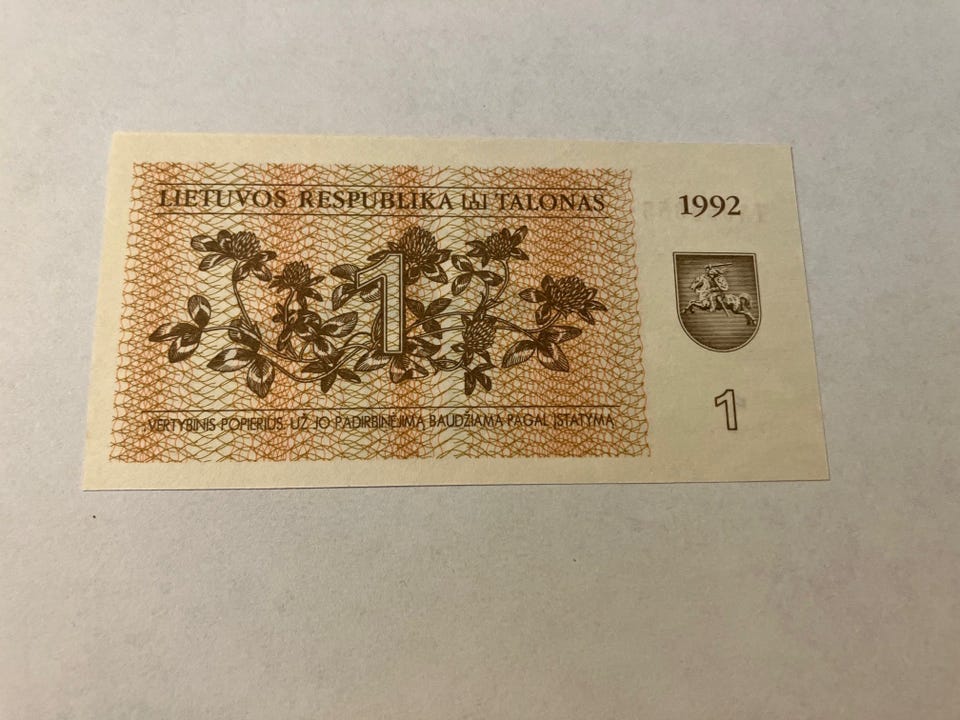 LIETUVOS RESPUBLIKA TALONAS
1992
1
VERTYBINIS POPIERIUS. UŽ JO PADIRBINĖJIMĄ BAUDŽIAMA PAGAL ĮSTATYMĄ
1